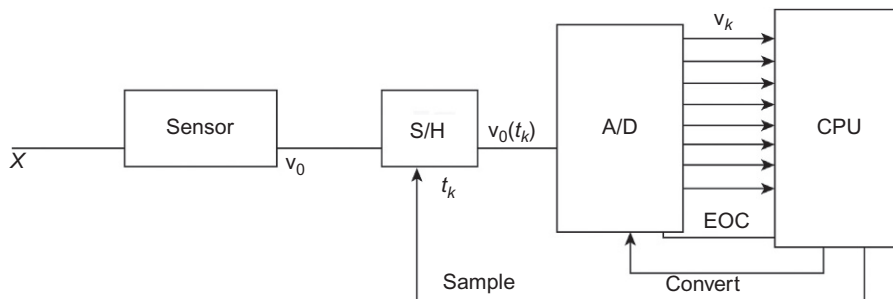 v_k
Sensor
S/H
v_0(t_k)
A/D
CPU
X
v_0
t_k
EOC
Sample
Convert